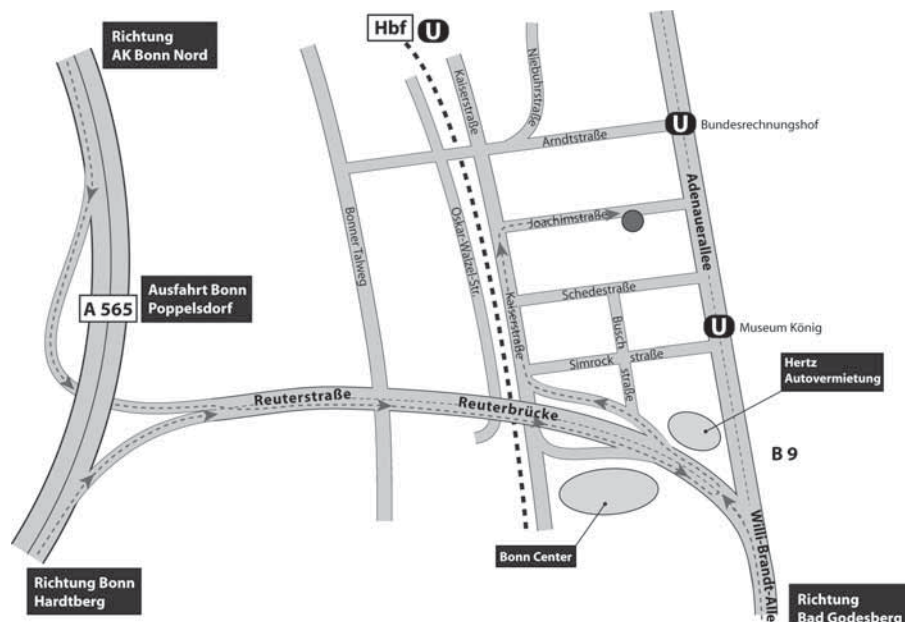 Richtung
AK Bonn Nord
Hbf
U
Kaiserstraße
Niebuhrstraße
Arndtstraße
U
Bundesrechnungshof
Adenauerallee
Bonner Talweg
Oskar-Walzel-Str.
Joachimstraße
Ausfahrt Bonn
Poppelsdorf
A 565
Kaiserstraße
Schedestraße
Busch
straße
U
Museum König
Simrock
straße
Hertz
Autovermietung
Reuterstraße
Reuterbrücke
B 9
Bonn Center
Willi-Brandt-Alle
Richtung Bonn
Hardtberg
Richtung
Bad Godesberg